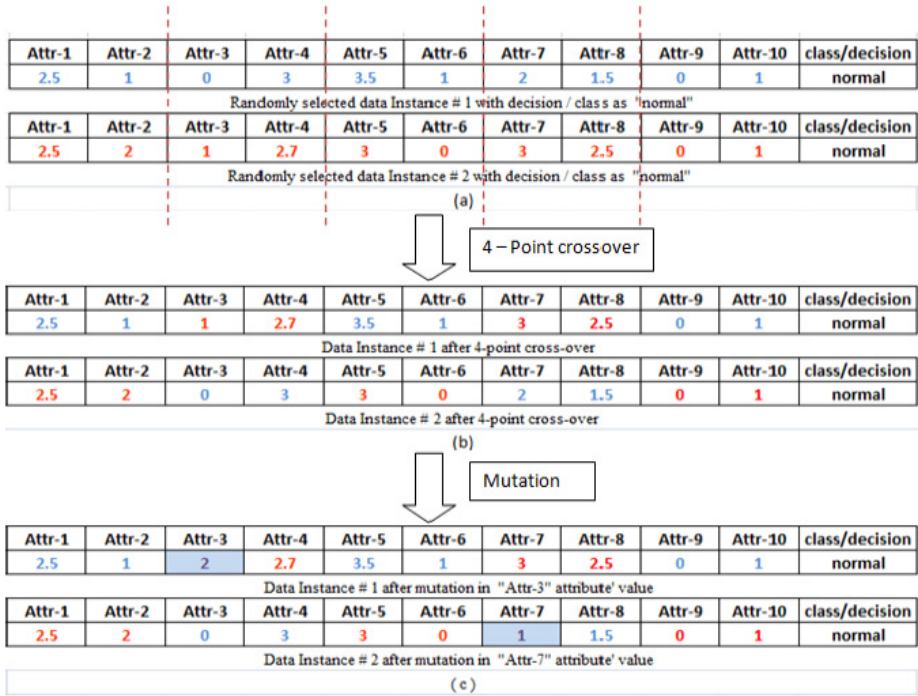 Attr-1 Attr-2 Attr-3 Attr-4 Attr-5 Attr-6 Attr-7 Attr-8 Attr-9 Attr-10 class/decision
2.5 1 0 3 3.5 1 2 1.5 0 1 normal
Randomly selected data Instance # 1 with decision / class as "normal"
Attr-1 Attr-2 Attr-3 Attr-4 Attr-5 Attr-6 Attr-7 Attr-8 Attr-9 Attr-10 class/decision
2.5 2 1 2.7 3 0 3 2.5 0 1 normal
Randomly selected data Instance # 2 with decision / class as "normal"
(a)
4 – Point crossover
Attr-1 Attr-2 Attr-3 Attr-4 Attr-5 Attr-6 Attr-7 Attr-8 Attr-9 Attr-10 class/decision
2.5 1 1 2.7 3.5 1 3 2.5 0 1 normal
Data Instance # 1 after 4-point cross-over
Attr-1 Attr-2 Attr-3 Attr-4 Attr-5 Attr-6 Attr-7 Attr-8 Attr-9 Attr-10 class/decision
2.5 2 0 3 3 0 2 1.5 0 1 normal
Data Instance # 2 after 4-point cross-over
(b)
Mutation
Attr-1 Attr-2 Attr-3 Attr-4 Attr-5 Attr-6 Attr-7 Attr-8 Attr-9 Attr-10 class/decision
2.5 1 2 2.7 3.5 1 3 2.5 0 1 normal
Data Instance # 1 after mutation in "Attr-3" attribute' value
Attr-1 Attr-2 Attr-3 Attr-4 Attr-5 Attr-6 Attr-7 Attr-8 Attr-9 Attr-10 class/decision
2.5 2 0 3 3 0 1 1.5 0 1 normal
Data Instance # 2 after mutation in "Attr-7" attribute' value
(c)